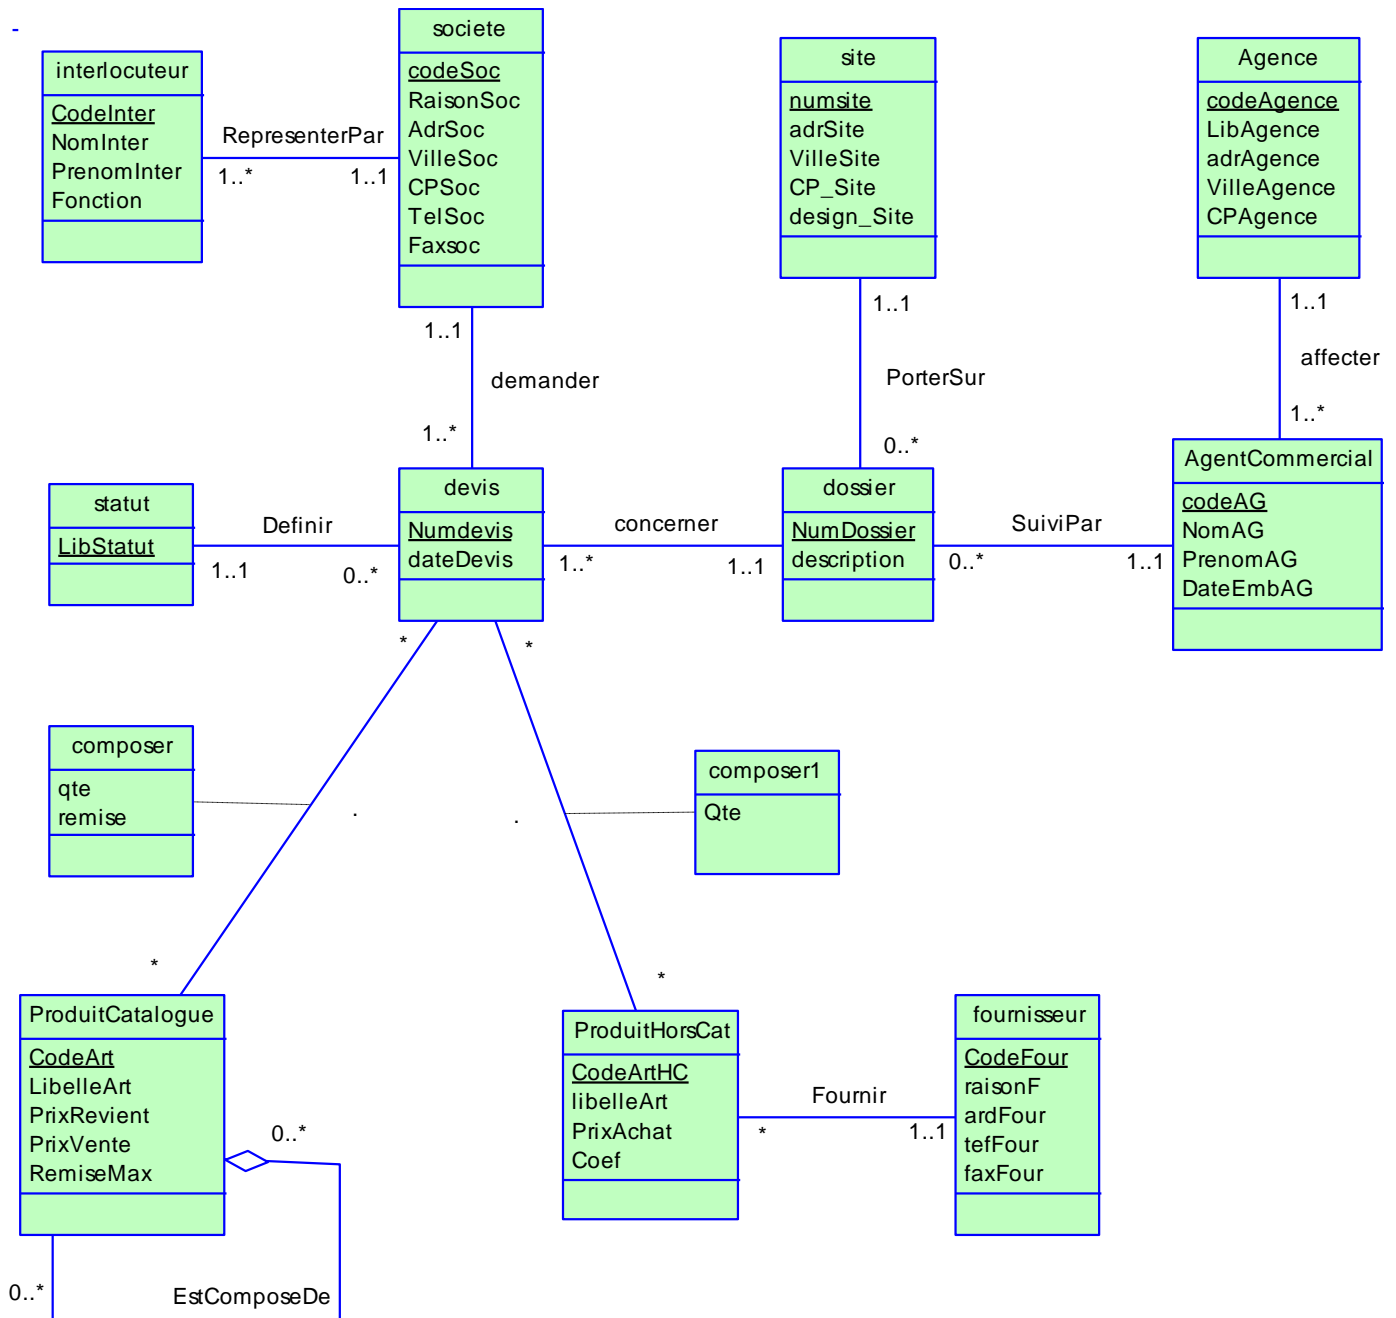 -
interlocuteur
CodeInter
NomInter
PrenomInter
Fonction
RepresenterPar
1..*
1..1
societe
codeSoc
RaisonSoc
AdrSoc
VilleSoc
CPSoc
TelSoc
Faxsoc
site
numsite
adrSite
VilleSite
CP_Site
design_Site
Agence
codeAgence
LibAgence
adrAgence
VilleAgence
CPAgence
1..1
demander
1..*
1..1
PorterSur
0..*
1..1
affecter
1..*
statut
LibStatut
Definir
1..1
0..*
devis
Numdevis
dateDevis
concerner
1..*
1..1
dossier
NumDossier
description
SuiviPar
0..*
1..1
AgentCommercial
codeAG
NomAG
PrenomAG
DateEmbAG
*
*
composer
qte
remise
.
.
composer1
Qte
*
*
ProduitCatalogue
CodeArt
LibelleArt
PrixRevient
PrixVente
RemiseMax
0..*
0..*
EstComposeDe
ProduitHorsCat
CodeArtHC
libelleArt
PrixAchat
Coef
Fournir
*
1..1
fournisseur
CodeFour
raisonF
ardFour
tefFour
faxFour